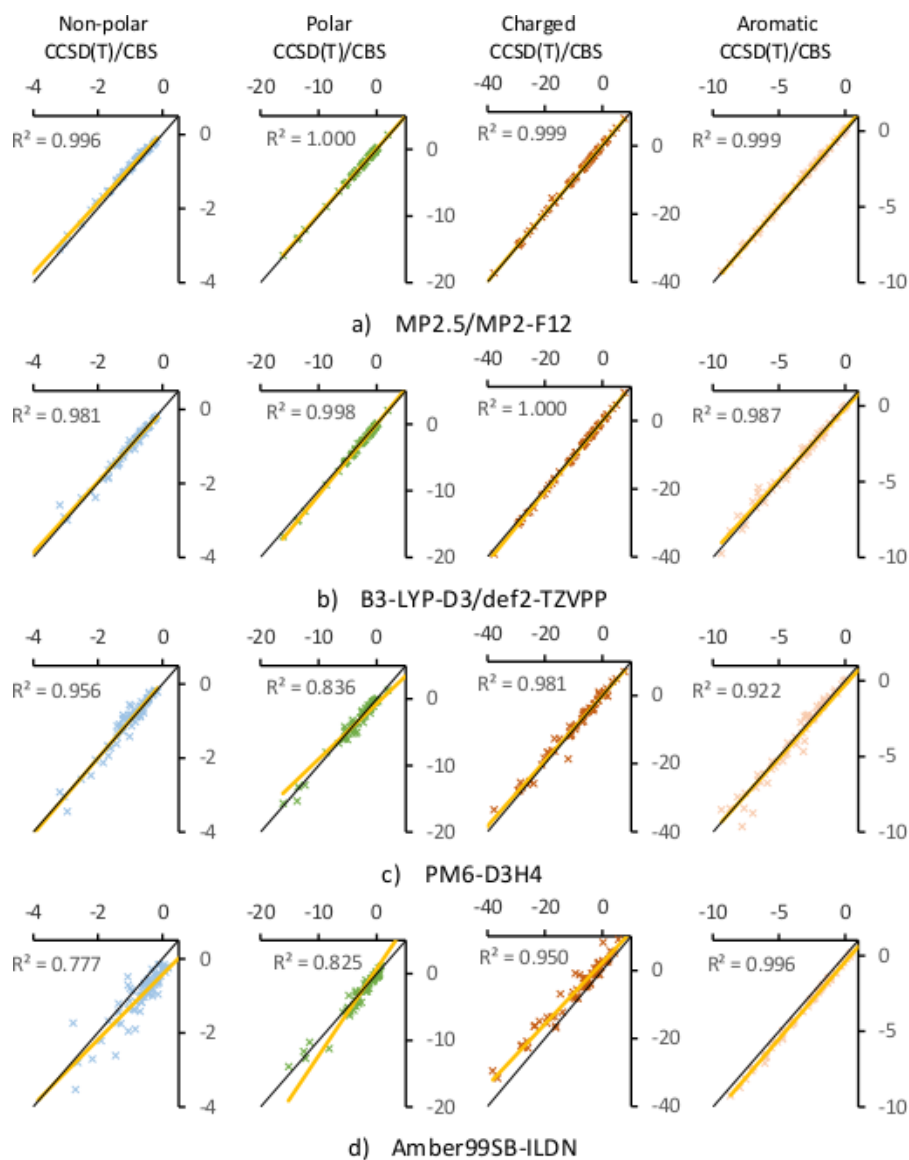 Non-polar Polar Charged Aromatic
CCSD(T)/CBS CCSD(T)/CBS CCSD(T)/CBS CCSD(T)/CBS
-4 -2 0 -20 -10 0 -40 -20 0 -10 -5 0
R² = 0.996 0 R² = 1.000 0 R² = 0.999 0 R² = 0.999 0
-2 -10 -20 -5
-4 -20 -40 -10
a) MP2.5/MP2-F12
-4 -2 0 -20 -10 0 -40 -20 0 -10 -5 0
R² = 0.981 0 R² = 0.998 0 R² = 1.000 0 R² = 0.987 0
-2 -10 -20 -5
-4 -20 -40 -10
b) B3-LYP-D3/def2-TZVPP
-4 -2 0 -20 -10 0 -40 -20 0 -10 -5 0
R² = 0.956 0 R² = 0.836 0 R² = 0.981 0 R² = 0.922 0
-2 -10 -20 -5
-4 -20 -40 -10
c) PM6-D3H4
-4 -2 0 -20 -10 0 -40 -20 0 -10 -5 0
R² = 0.777 0 R² = 0.825 0 R² = 0.950 0 R² = 0.996 0
-2 -10 -20 -5
-4 -20 -40 -10
d) Amber99SB-ILDN